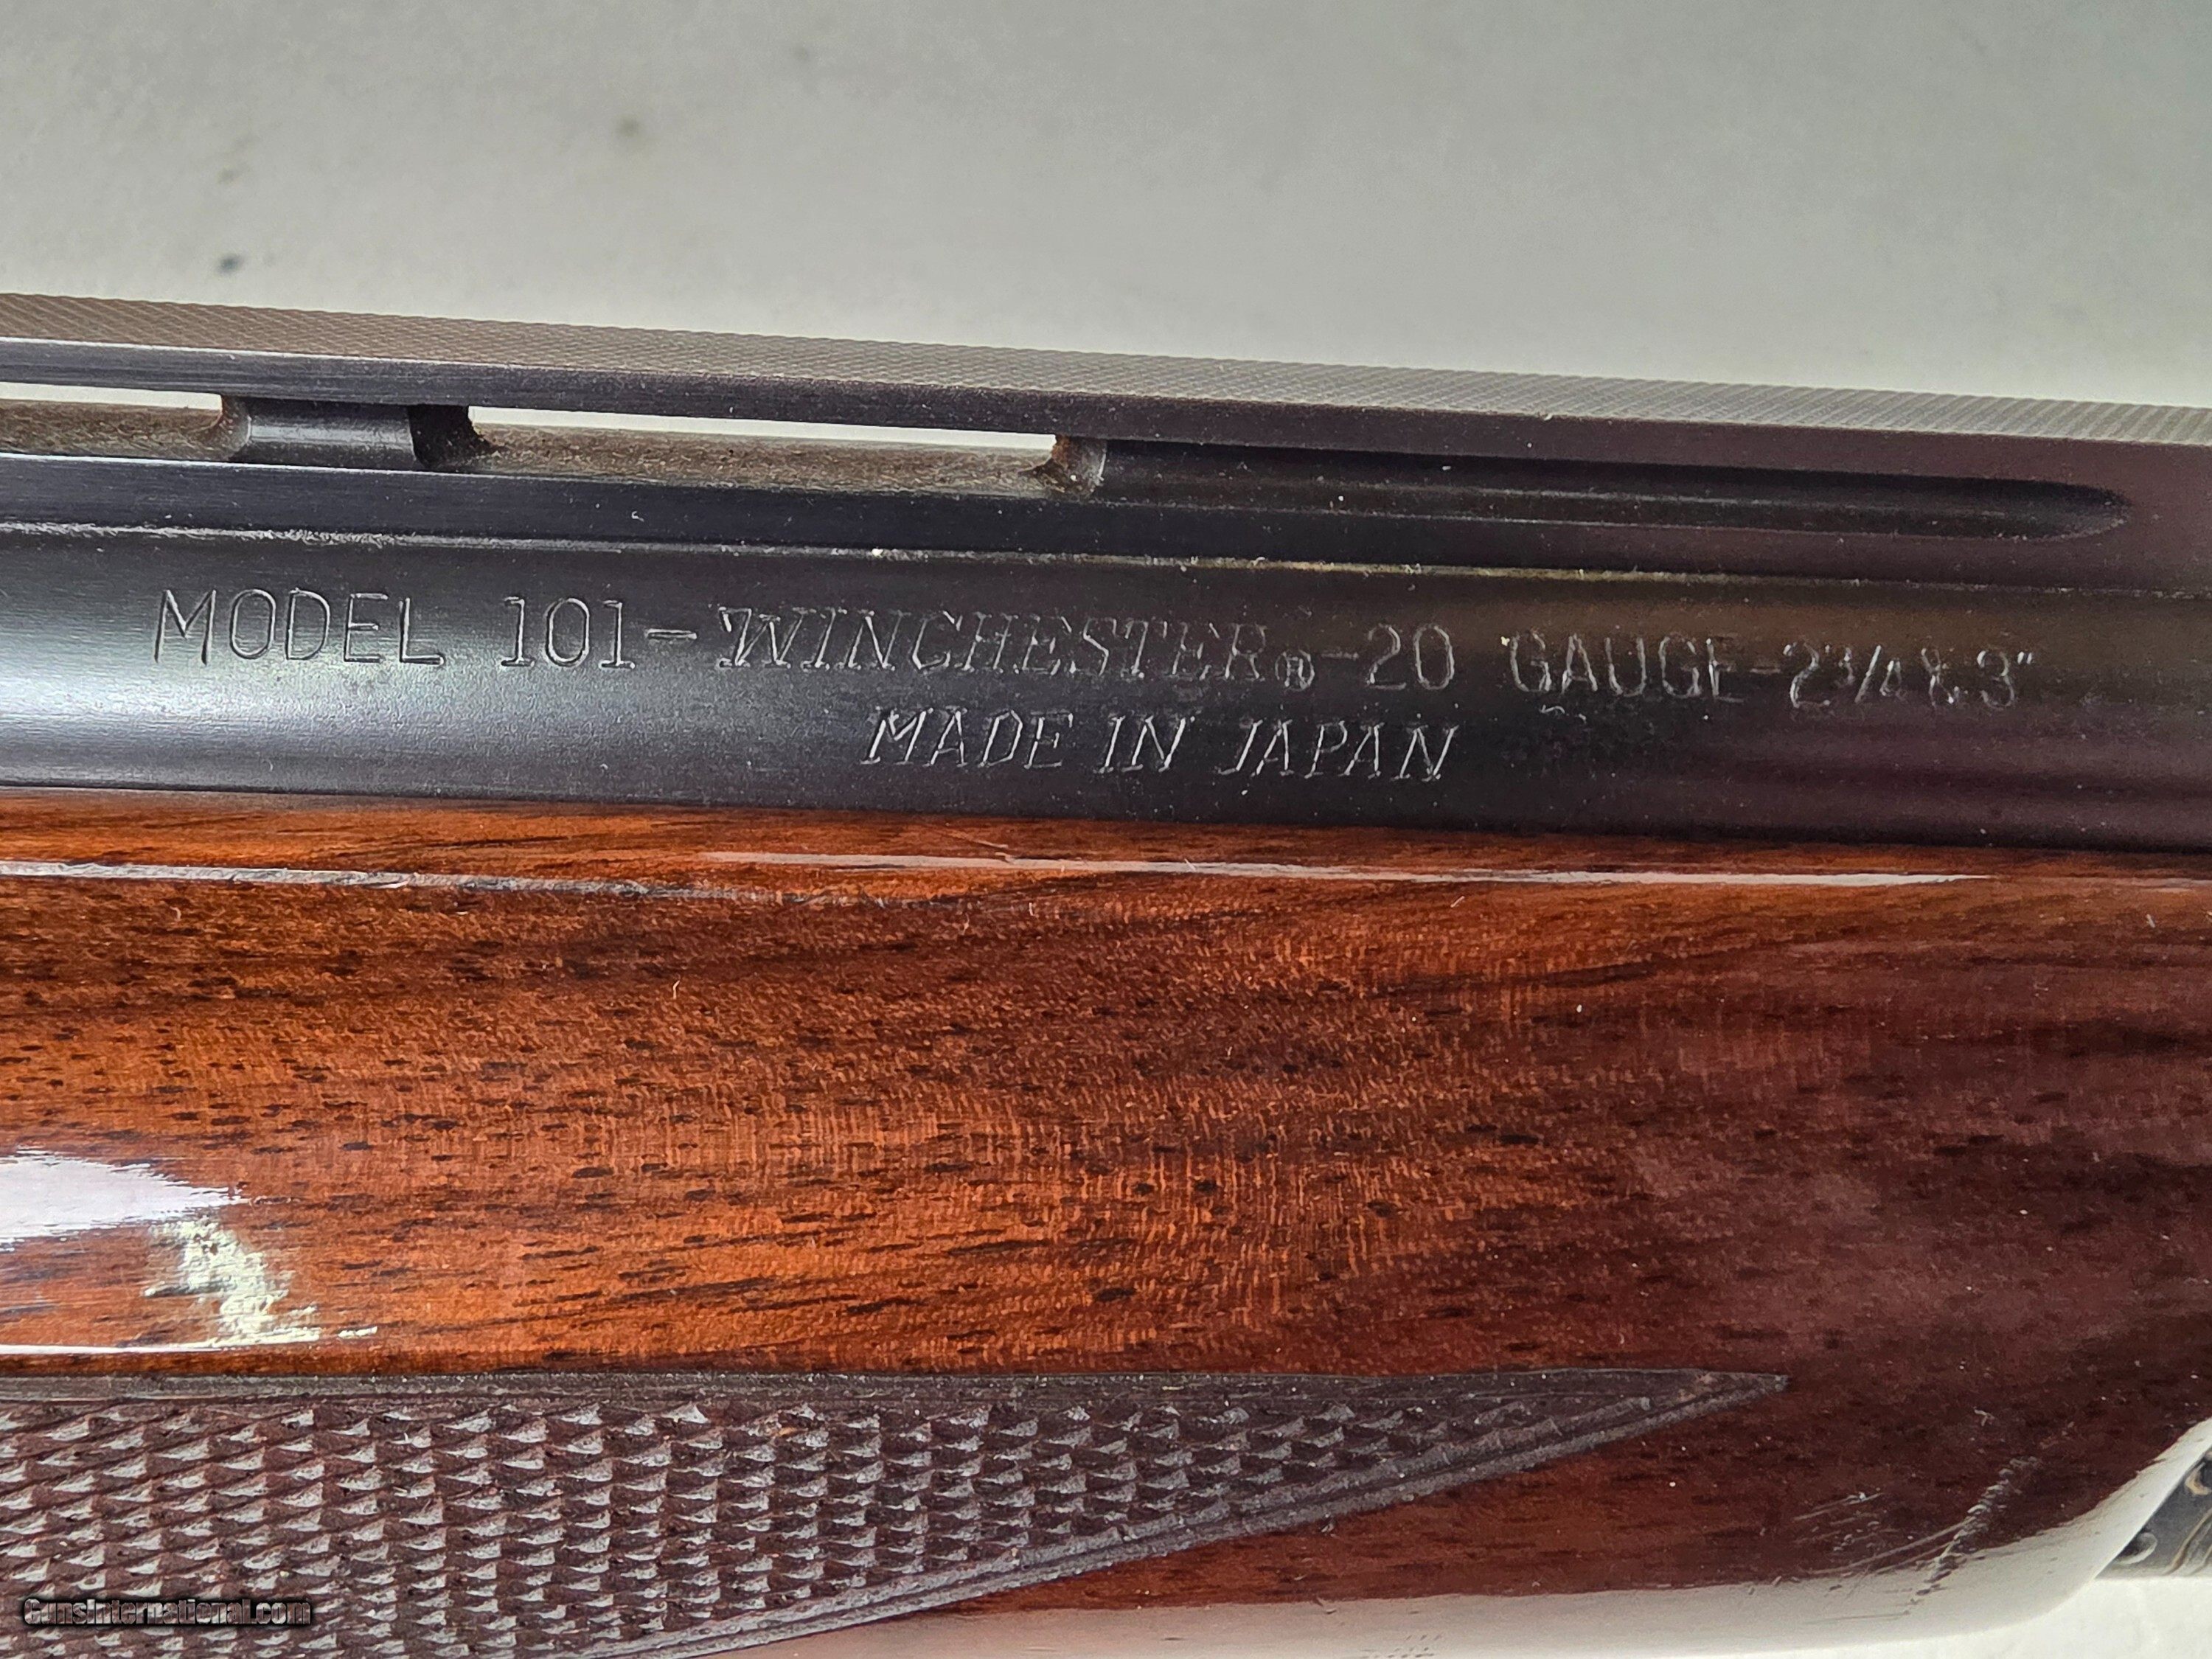 MODEL 101-WINCHESTER®-20 GAUGE-2¾ & 3"
MADE IN JAPAN
GunsInternational.com